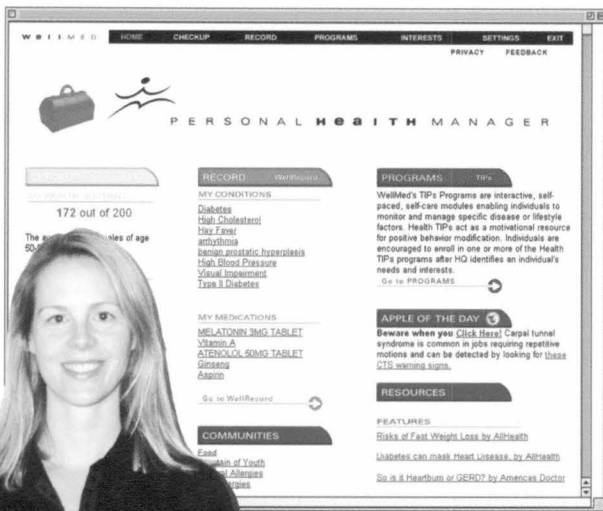 wellMED HOME CHECKUP RECORD PROGRAMS INTERESTS SETTINGS EXIT
PRIVACY FEEDBACK
PERSONAL HealTH MANAGER
172 out of 200
The
of age
RECORD WellRecord
MY CONDITIONS
Diabetes
High Cholesterol
Hay Fever
arrhythmia
benign prostatic hyperplesis
High Blood Pressure
Visual Impairment
Type II Diabetes
MY MEDICATIONS
MELATONIN 3MG TABLET
Vitamin A
ATENOLOL 50MG TABLET
Ginseng
Aspirin
Go to WellRecord
COMMUNITIES
Food
of Youth
Allergies
PROGRAMS TIPs
WellMed's TIPs Programs are interactive, self-
paced, self-care modules enabling individuals to
monitor and manage specific disease or lifestyle
factors. Health TIPs act as a motivational resource
for positive behavior modification. Individuals are
encouraged to enroll in one or more of the Health
TIPs programs after HQ identifies an individual's
needs and interests.
Go to PROGRAMS
APPLE OF THE DAY
Beware when you Click Here! Carpal tunnel
syndrome is common in jobs requiring repetitive
motions and can be detected by looking for these
CTS warning signs.
RESOURCES
FEATURES
Risks of Fast Weight Loss by AllHealth
Diabetes can mask Heart Disease, by AllHealth
So is it Heartburn or GERD? by Americas Doctor